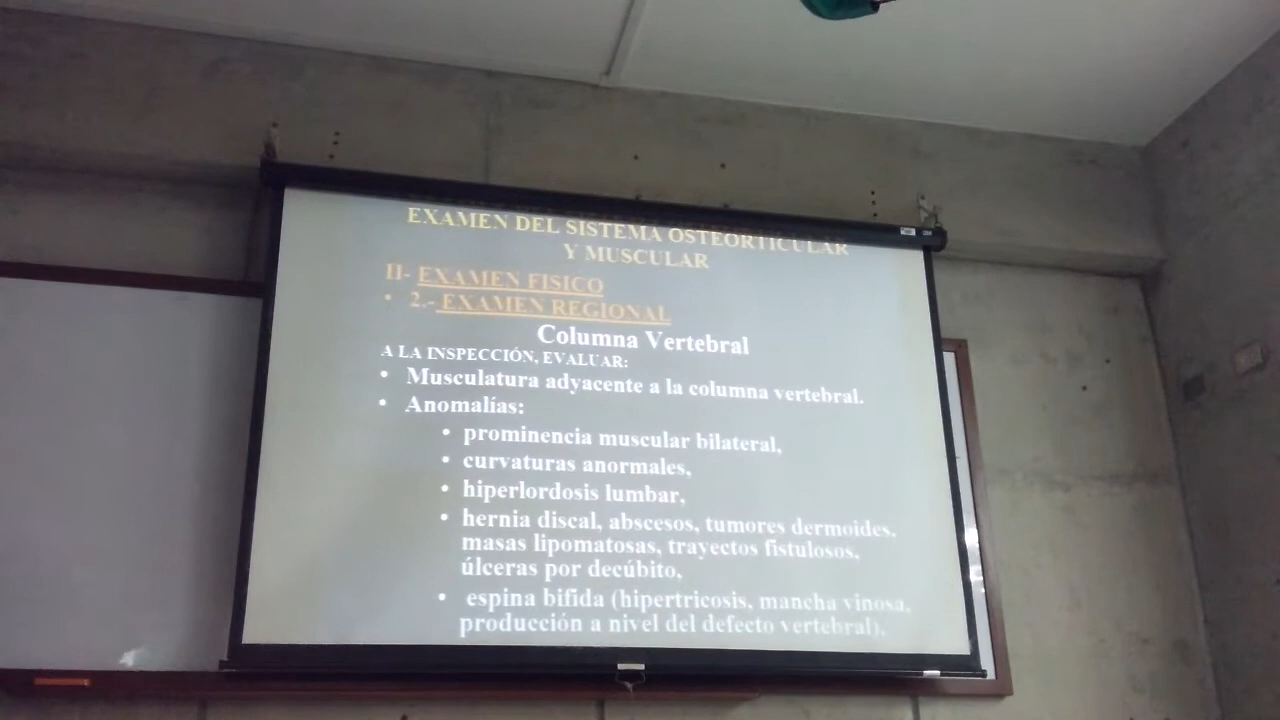 EXAMEN DEL SISTEMA OSTEORTICULAR
Y MUSCULAR
II- EXAMEN FISICO
• 2.- EXAMEN REGIONAL
Columna Vertebral
A LA INSPECCIÓN, EVALUAR:
• Musculatura adyacente a la columna vertebral.
• Anomalías:
• prominencia muscular bilateral,
• curvaturas anormales,
• hiperlordosis lumbar,
• hernia discal, abscesos, tumores dermoides,
masas lipomatosas, trayectos fistulosos,
úlceras por decúbito,
• espina bifida (hipertricosis, mancha vinosa,
producción a nivel del defecto vertebral),